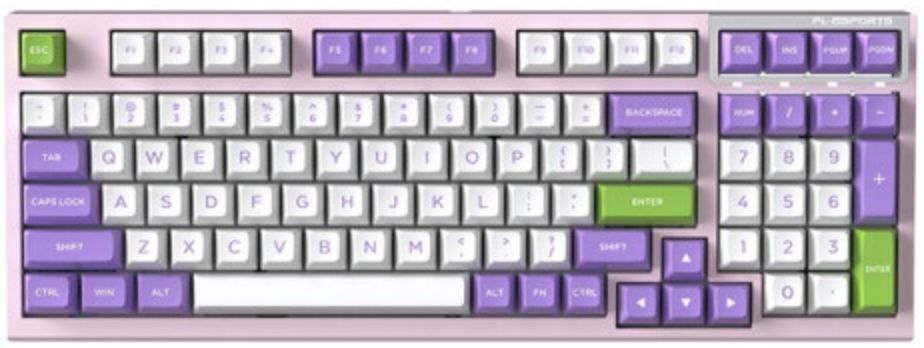 FL-ESPORTS
ESC F1 F2 F3 F4 F5 F6 F7 F8 F9 F10 F11 F12 DEL INS PGUP PGDN
~ ! @ # $ % ^ & * ( ) — +
\- 1 2 3 4 5 6 7 8 9 0 - = BACKSPACE NUM / * -
TAB Q W E R T Y U I O P { [ } ] | \ 7 8 9 +
CAPS LOCK A S D F G H J K L : ; " ' ENTER 4 5 6
SHIFT Z X C V B N M < , > . ? / SHIFT ▲ 1 2 3 ENTER
CTRL WIN ALT ALT FN CTRL ◀ ▼ ▶ 0 .